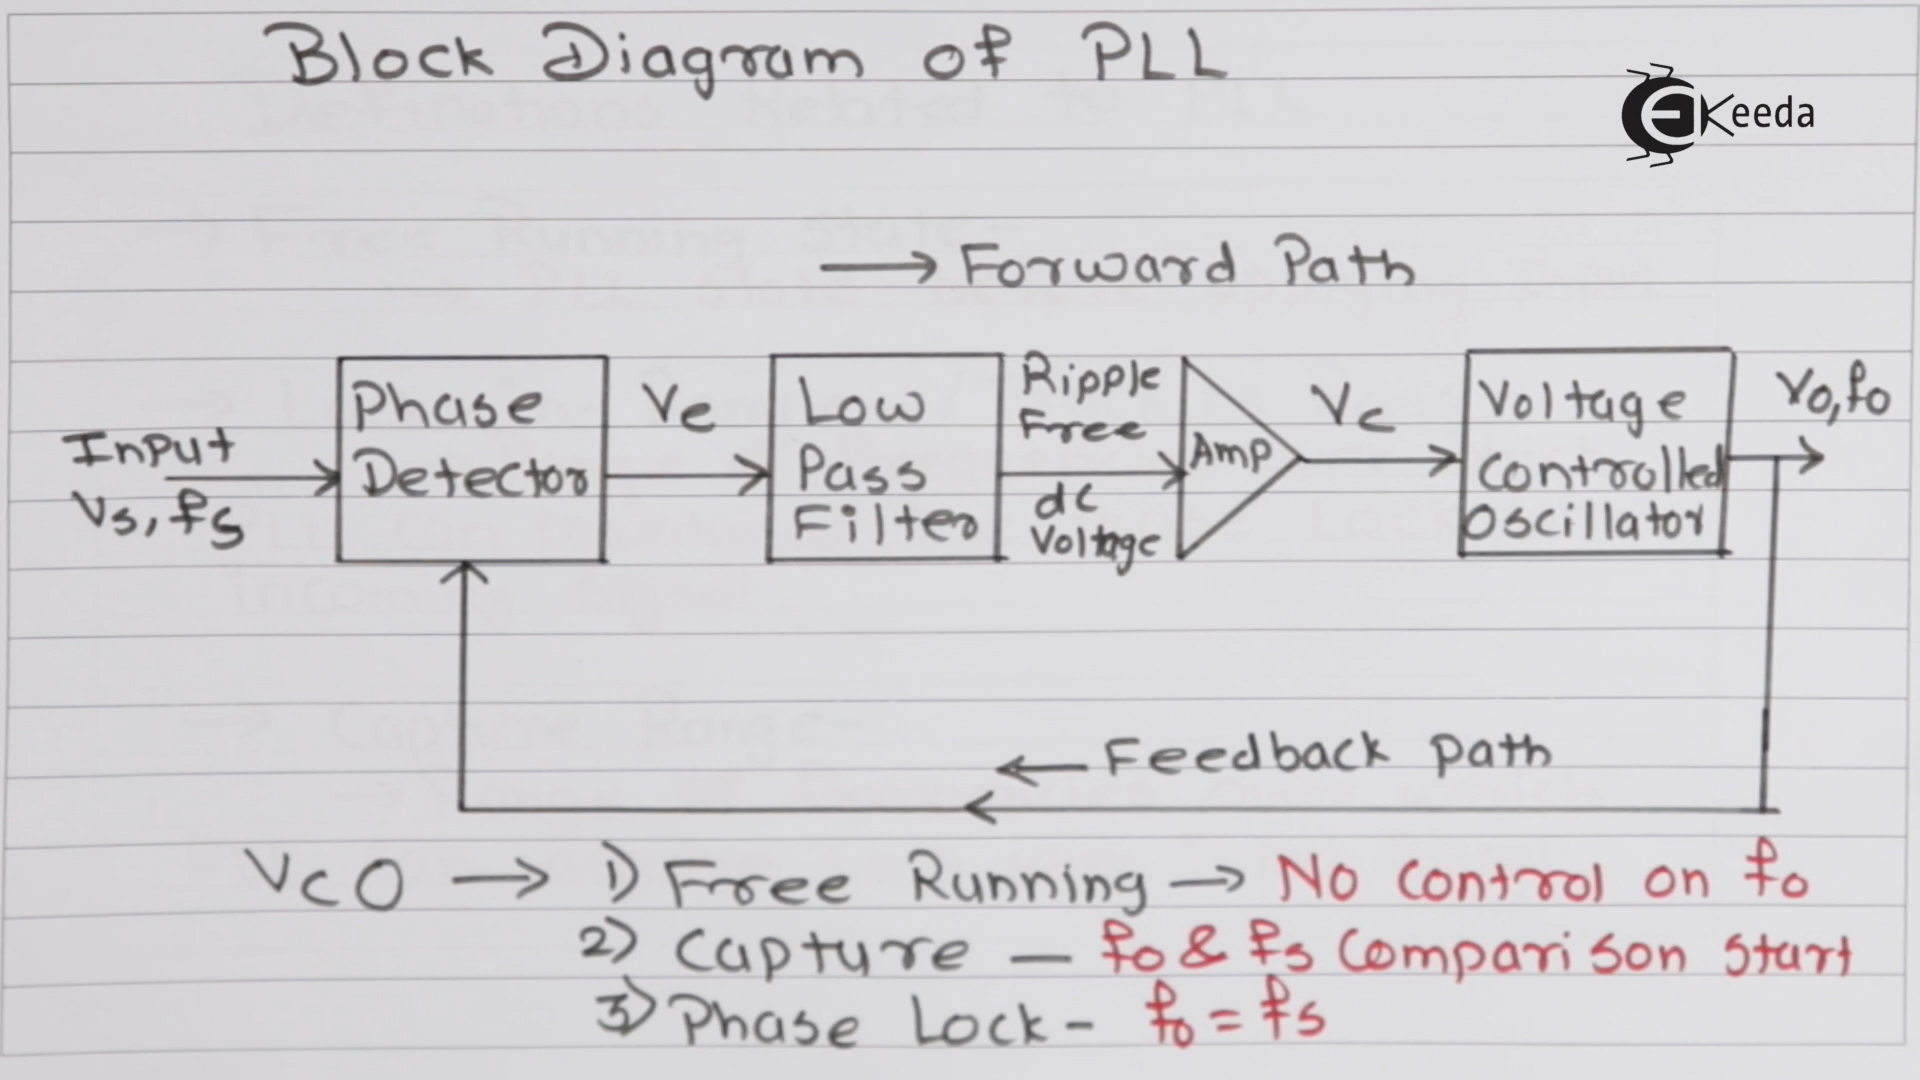 Block Diagram of PLL
EKeeda
→ Forward Path
Input
Vs, fs
Phase
Detector
Ve
Low
Pass
Filter
Ripple
Free
dc
Voltage
Amp
Vc
Voltage
Controlled
Oscillator
Vo, fo
← Feedback Path
VCO → 1) Free Running → No Control on fo
2) Capture — fo & fs Comparison start
3) Phase Lock - fo = fs